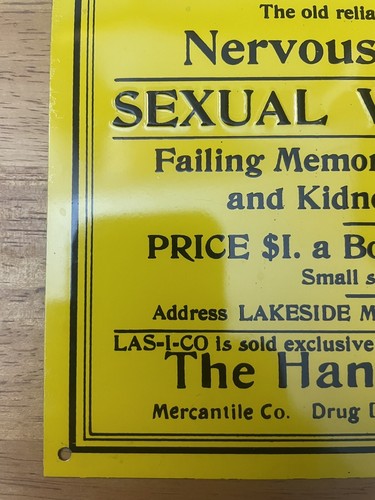 The old relia
Nervous
SEXUAL
Failing Memor
and Kidne
PRICE $1. a Bo
Small s
Address LAKESIDE M
LAS-I-CO is sold exclusive
The Han
Mercantile Co. Drug D